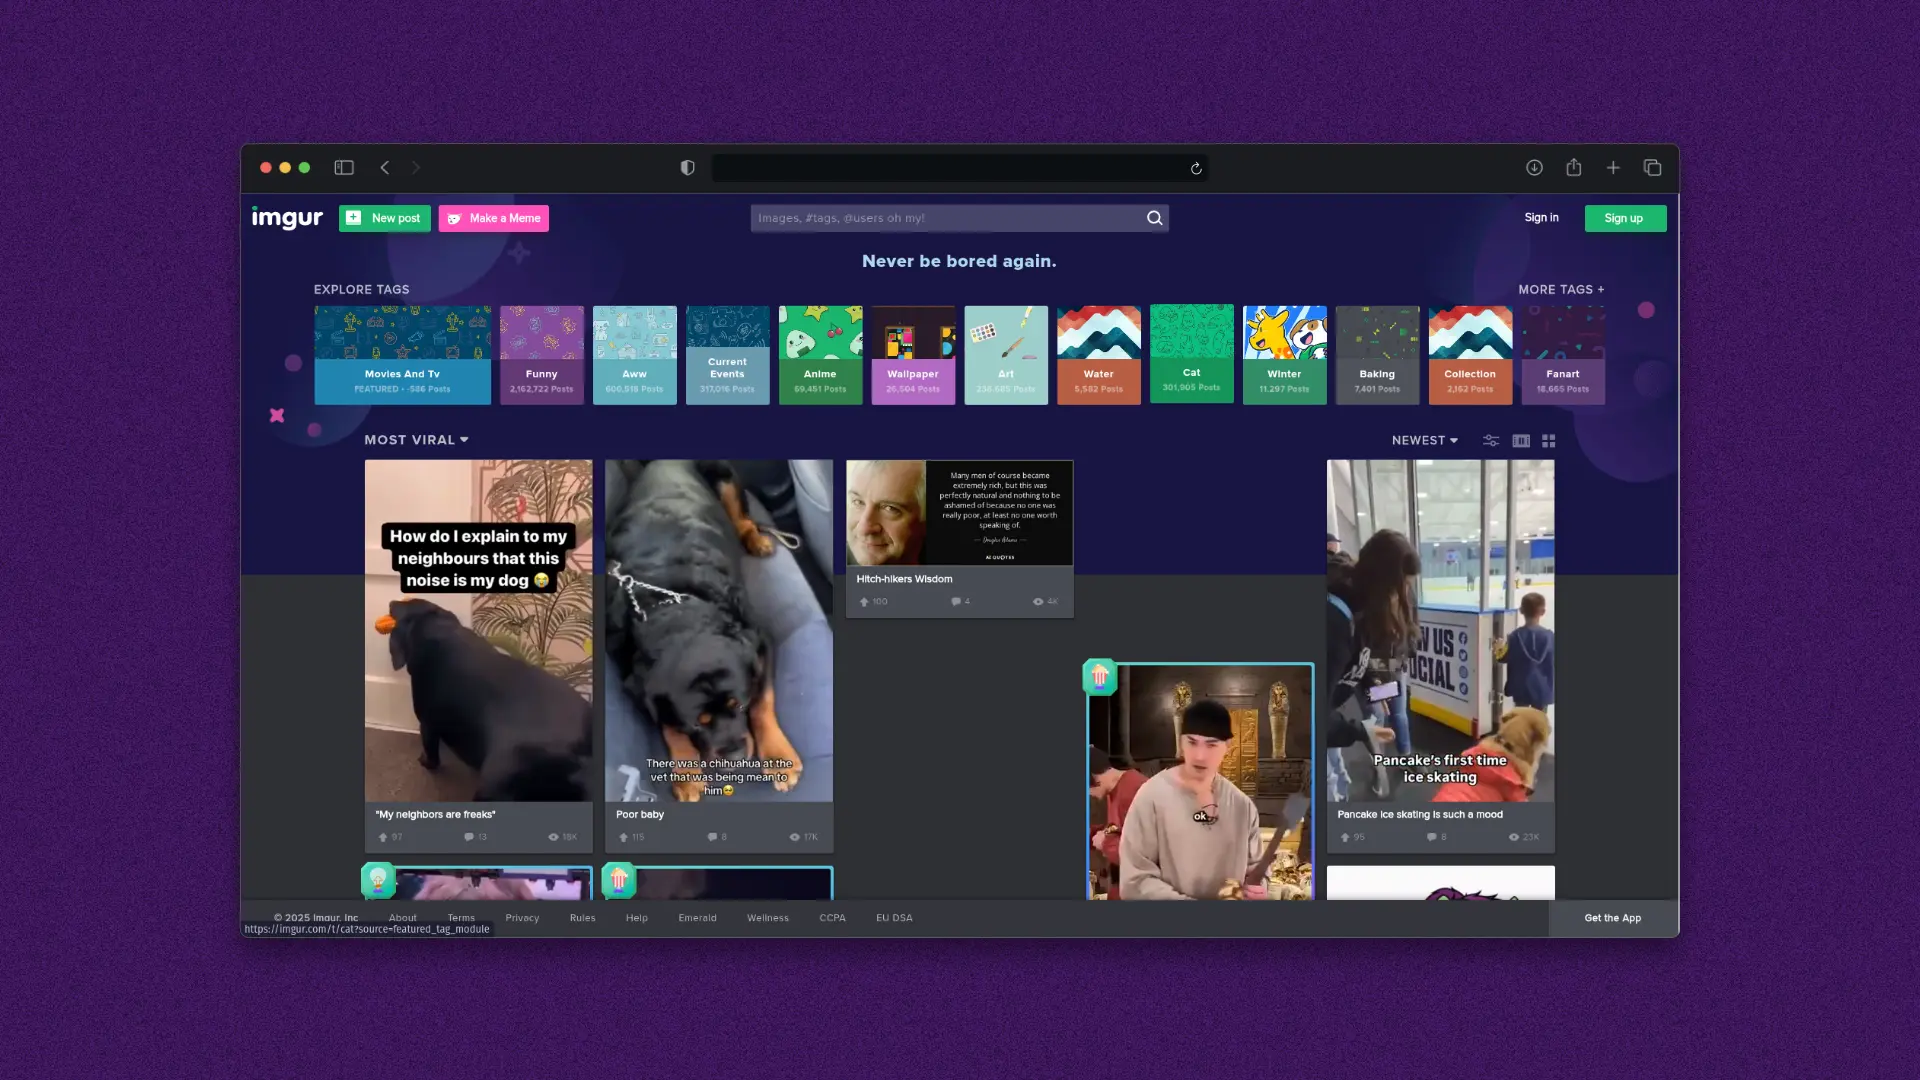 imgur
New post
Make a Meme
Images, #tags, @users oh my!
Sign in
Sign up
Never be bored again.
EXPLORE TAGS
MORE TAGS +
Movies And Tv
FEATURED • -586 Posts
Funny
2,162,722 Posts
Aww
600,918 Posts
Current
Events
317,016 Posts
Anime
69,451 Posts
Wallpaper
26,504 Posts
Art
236,685 Posts
Water
5,582 Posts
Cat
301,905 Posts
Winter
11,297 Posts
Baking
7,401 Posts
Collection
2,162 Posts
Fanart
18,665 Posts
MOST VIRAL
NEWEST
How do I explain to my
neighbours that this
noise is my dog 😭
"My neighbors are freaks"
97
13
18K
There was a chihuahua at the
vet that was being mean to
him🥺
Poor baby
115
8
17K
Many men of course became
extremely rich, but this was
perfectly natural and nothing to be
ashamed of because no one was
really poor, at least no one worth
speaking of.
— Douglas Adams —
AZ QUOTES
Hitch-hikers Wisdom
100
4
4K
ok.
US
SOCIAL
Pancake's first time
ice skating
Pancake ice skating is such a mood
95
8
23K
© 2025 Imgur, Inc
About
Terms
Privacy
Rules
Help
Emerald
Wellness
CCPA
EU DSA
Get the App
https://imgur.com/t/cat?source=featured_tag_module